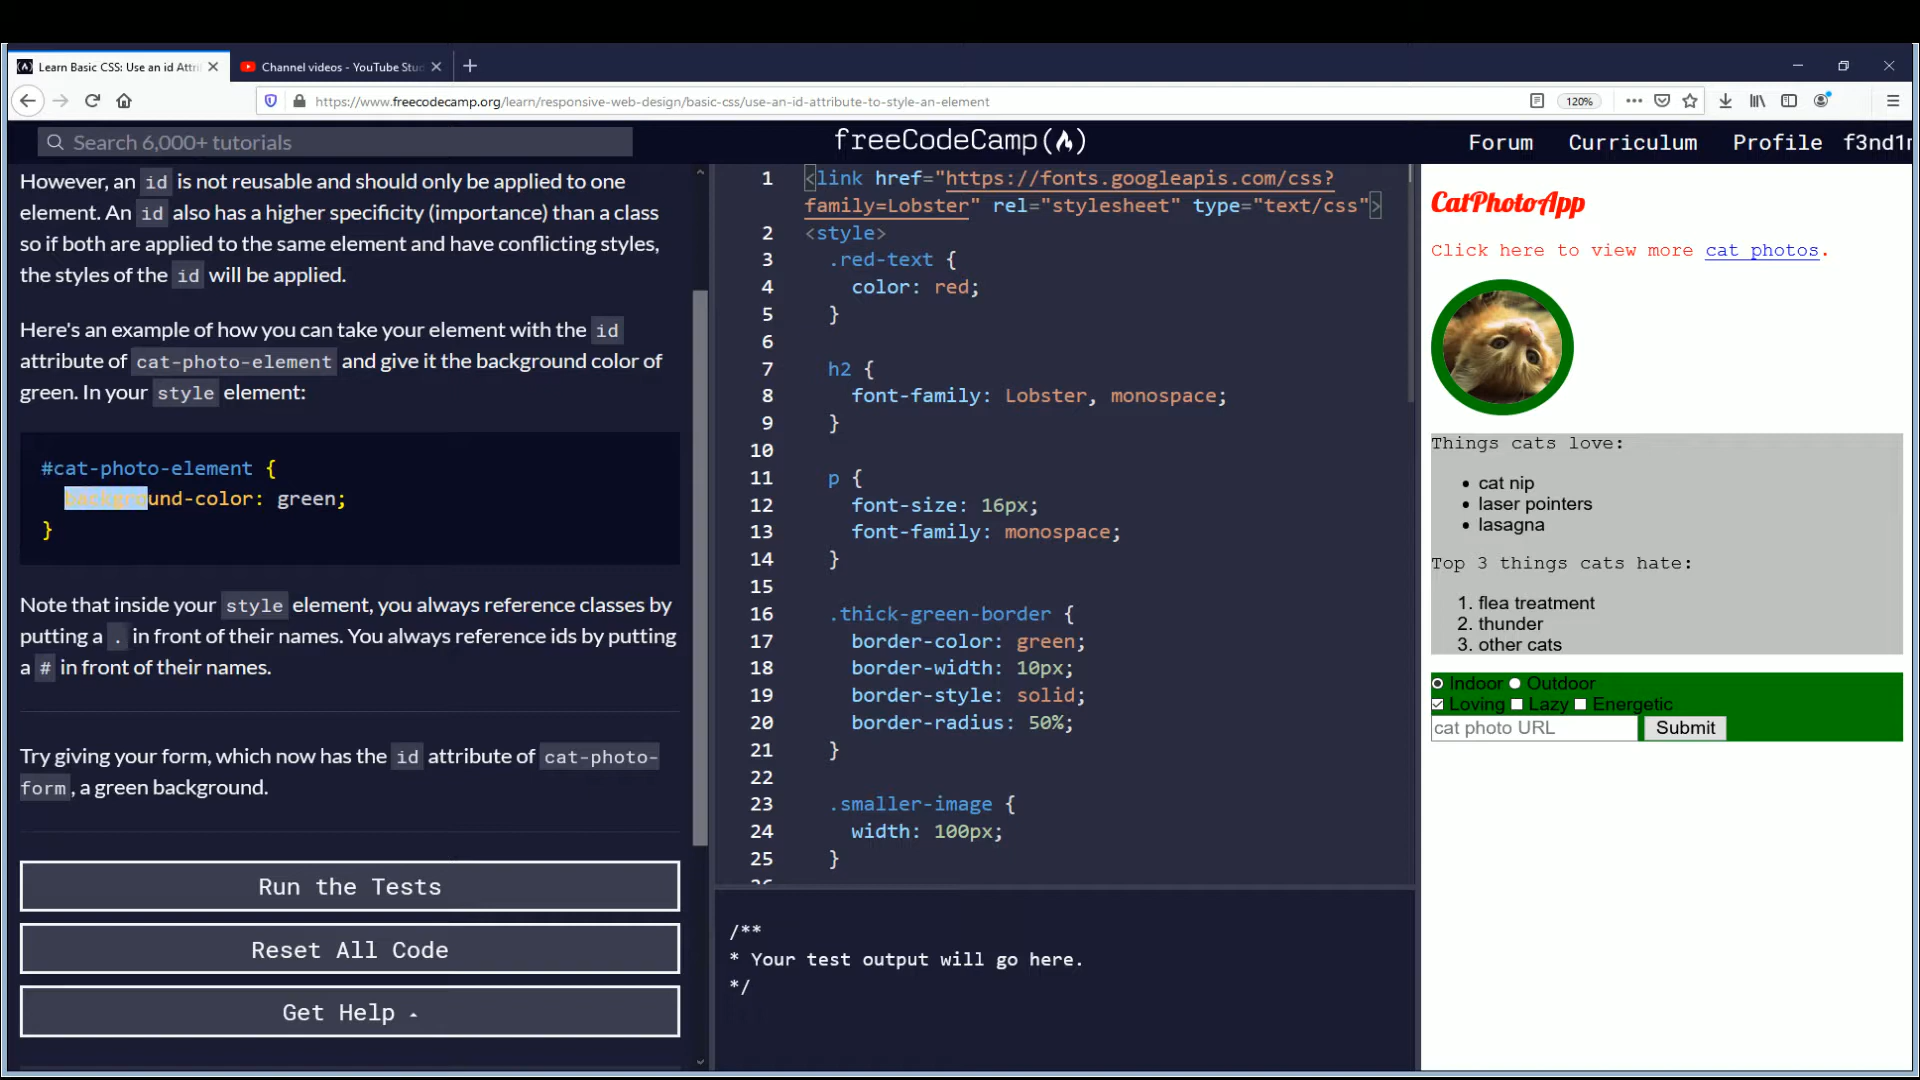 Learn Basic CSS: Use an id Attri
Channel videos - YouTube Stu
https://www.freecodecamp.org/learn/responsive-web-design/basic-css/use-an-id-attribute-to-style-an-element
120%
Search 6,000+ tutorials
freeCodeCamp
Forum
Curriculum
Profile
f3nd1
However, an id is not reusable and should only be applied to one
element. An id also has a higher specificity (importance) than a class
so if both are applied to the same element and have conflicting styles,
the styles of the id will be applied.
Here's an example of how you can take your element with the id
attribute of cat-photo-element and give it the background color of
green. In your style element:
#cat-photo-element {
background-color: green;
}
Note that inside your style element, you always reference classes by
putting a . in front of their names. You always reference ids by putting
a # in front of their names.
Try giving your form, which now has the id attribute of cat-photo-
form, a green background.
Run the Tests
Reset All Code
Get Help
1 <link href="https://fonts.googleapis.com/css?
family=Lobster" rel="stylesheet" type="text/css">
2 <style>
3 .red-text {
4 color: red;
5 }
6
7 h2 {
8 font-family: Lobster, monospace;
9 }
10
11 p {
12 font-size: 16px;
13 font-family: monospace;
14 }
15
16 .thick-green-border {
17 border-color: green;
18 border-width: 10px;
19 border-style: solid;
20 border-radius: 50%;
21 }
22
23 .smaller-image {
24 width: 100px;
25 }
/**
* Your test output will go here.
*/
CatPhotoApp
Click here to view more cat photos.
Things cats love:
• cat nip
• laser pointers
• lasagna
Top 3 things cats hate:
1. flea treatment
2. thunder
3. other cats
Indoor Outdoor
Loving Lazy Energetic
cat photo URL Submit